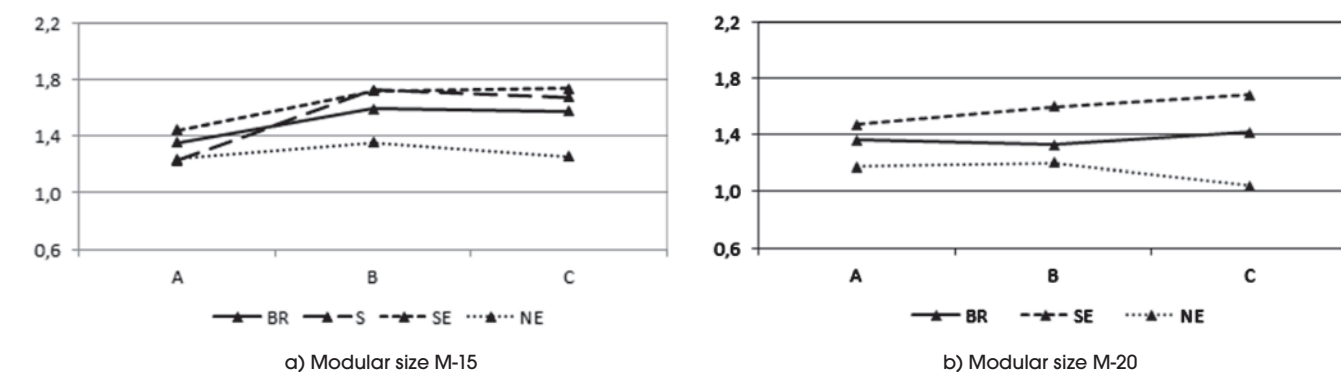 2,2
1,8
1,4
1,0
0,6
A B C
BR S SE NE
a) Modular size M-15
2,2
1,8
1,4
1,0
0,6
A B C
BR SE NE
b) Modular size M-20